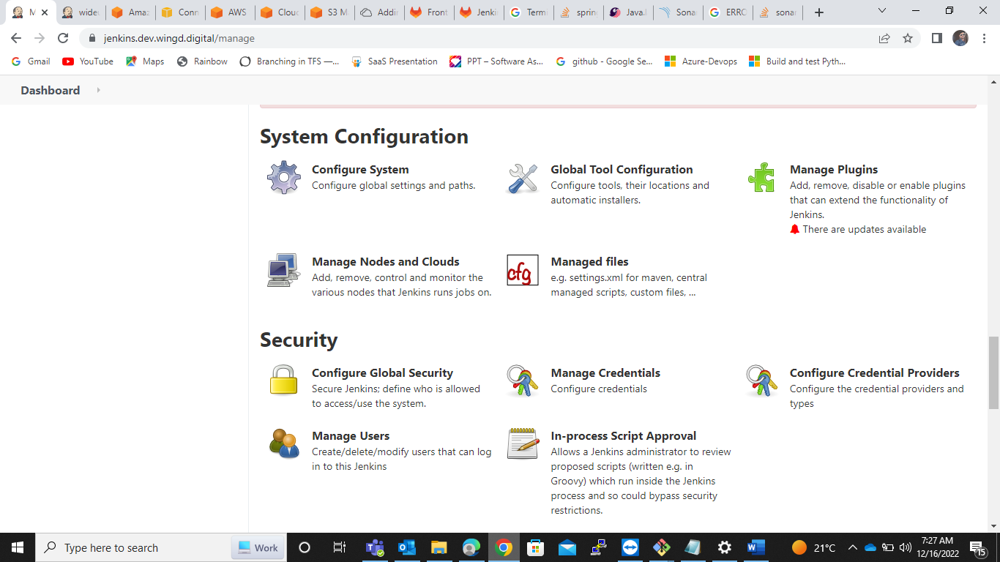 M
wide
Amaz
Conn
AWS
Clou
S3 M
Addi
Front
Jenki
Termi
sprin
Java.l
Sona
ERRC
sona
jenkins.dev.wingd.digital/manage
Gmail
YouTube
Maps
Rainbow
Branching in TFS —...
SaaS Presentation
PPT – Software As...
github - Google Se...
Azure-Devops
Build and test Pyth...
Dashboard
System Configuration
Configure System
Configure global settings and paths.
Global Tool Configuration
Configure tools, their locations and
automatic installers.
Manage Plugins
Add, remove, disable or enable plugins
that can extend the functionality of
Jenkins.
There are updates available
Manage Nodes and Clouds
Add, remove, control and monitor the
various nodes that Jenkins runs jobs on.
cfg
Managed files
e.g. settings.xml for maven, central
managed scripts, custom files, ...
Security
Configure Global Security
Secure Jenkins; define who is allowed
to access/use the system.
Manage Credentials
Configure credentials
Configure Credential Providers
Configure the credential providers and
types
Manage Users
Create/delete/modify users that can log
in to this Jenkins
In-process Script Approval
Allows a Jenkins administrator to review
proposed scripts (written e.g. in
Groovy) which run inside the Jenkins
process and so could bypass security
restrictions.
Type here to search
Work
21°C
7:27 AM
12/16/2022
15